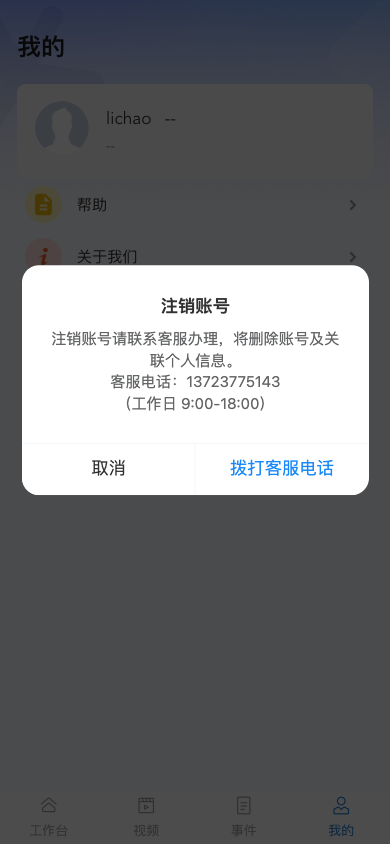 我的
lichao --
--
帮助
关于我们
注销账号
注销账号请联系客服办理，将删除账号及关
联个人信息。
客服电话：13723775143
（工作日 9:00-18:00）
取消
拨打客服电话
工作台
视频
事件
我的